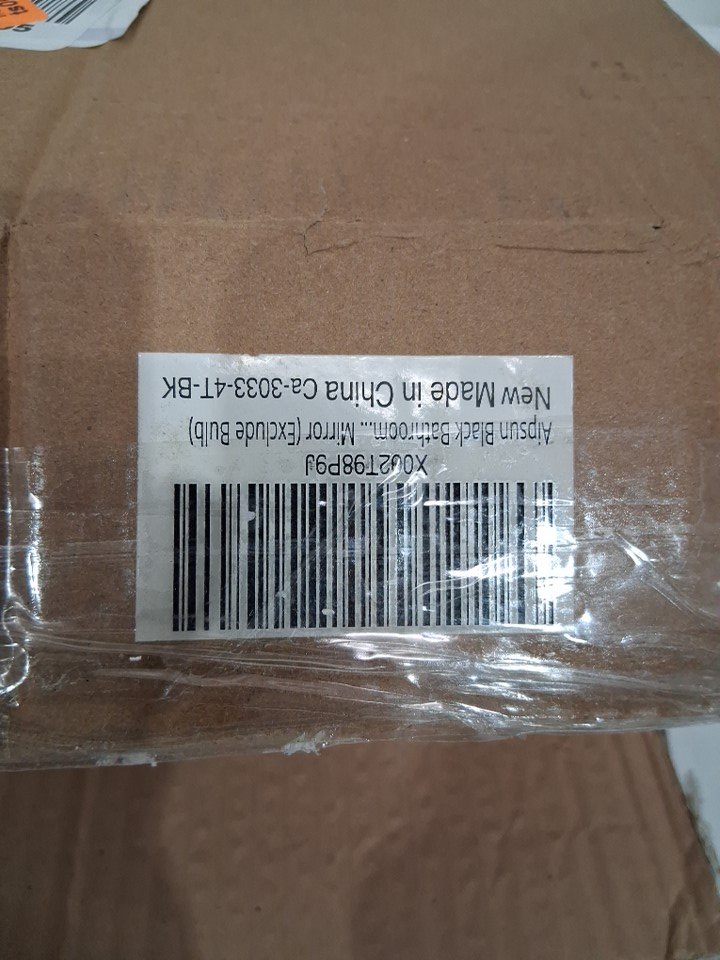 X002T98P9J
Aipsun Black Bathroom... Mirror (Exclude Bulb)
New Made in China Ca-3033-4T-BK